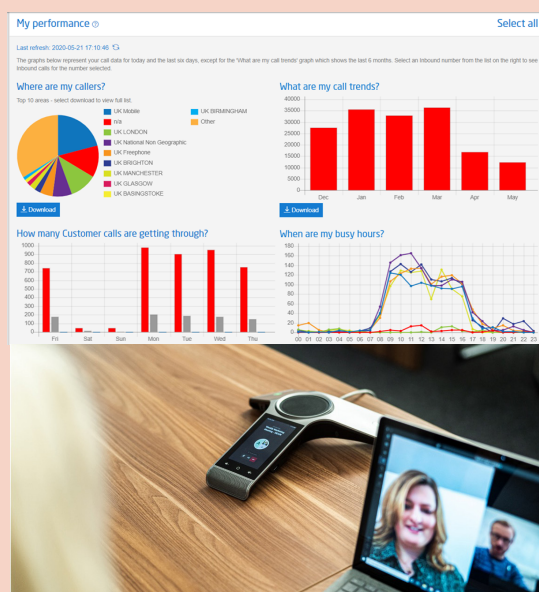 My performance
Select all
Last refresh: 2020-05-21 17:10:46
The graphs below represent your call data for today and the last six days, except for the 'What are my call trends' graph which shows the last 6 months. Select an Inbound number from the list on the right to see
inbound calls for the number selected.
Where are my callers?
Top 10 areas - select download to view full list.
UK Mobile
n/a
UK LONDON
UK National Non Geographic
UK Freephone
UK BRIGHTON
UK MANCHESTER
UK GLASGOW
UK BASINGSTOKE
UK BIRMINGHAM
Other
Download
What are my call trends?
40000
35000
30000
25000
20000
15000
10000
5000
0
Dec Jan Feb Mar Apr May
Download
How many Customer calls are getting through?
1000
900
800
700
600
500
400
300
200
100
0
Fri Sat Sun Mon Tue Wed Thu
When are my busy hours?
180
160
140
120
100
80
60
40
20
0
00 01 02 03 04 05 06 07 08 09 10 11 12 13 14 15 16 17 18 19 20 21 22 23